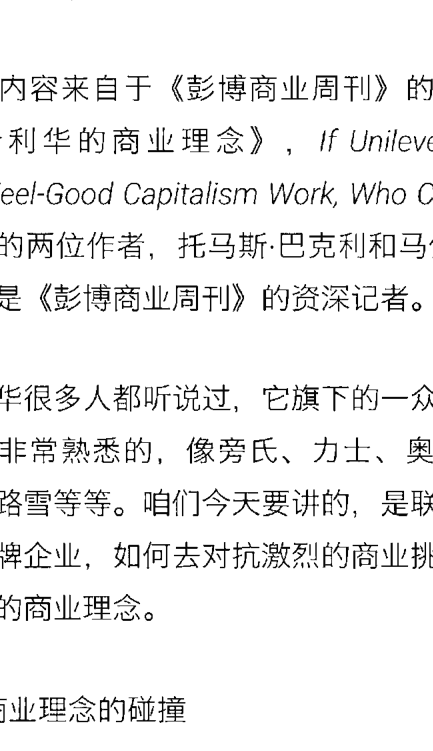 内容来自于《彭博商业周刊》的
利华的商业理念》，If Unileve
eel-Good Capitalism Work, Who C
的两位作者，托马斯·巴克利和马
是《彭博商业周刊》的资深记者。
华很多人都听说过，它旗下的一众
非常熟悉的，像旁氏、力士、奥
路雪等等。咱们今天要讲的，是联
牌企业，如何去对抗激烈的商业挑
的商业理念。
商业理念的碰撞